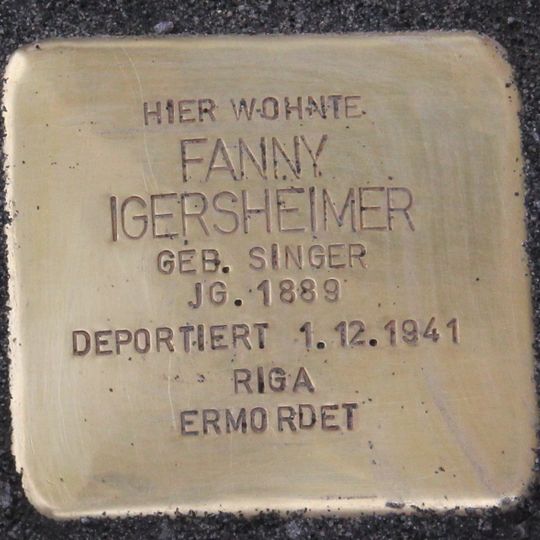 HIER WOHNTE
FANNY
IGERSHEIMER
GEB. SINGER
JG. 1889
DEPORTIERT 1.12.1941
RIGA
ERMORDET